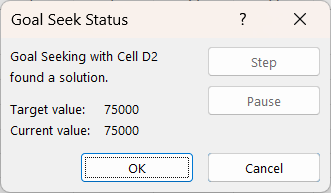 Goal Seek Status
?
Goal Seeking with Cell D2
found a solution.
Step
Pause
Target value: 75000
Current value: 75000
OK
Cancel